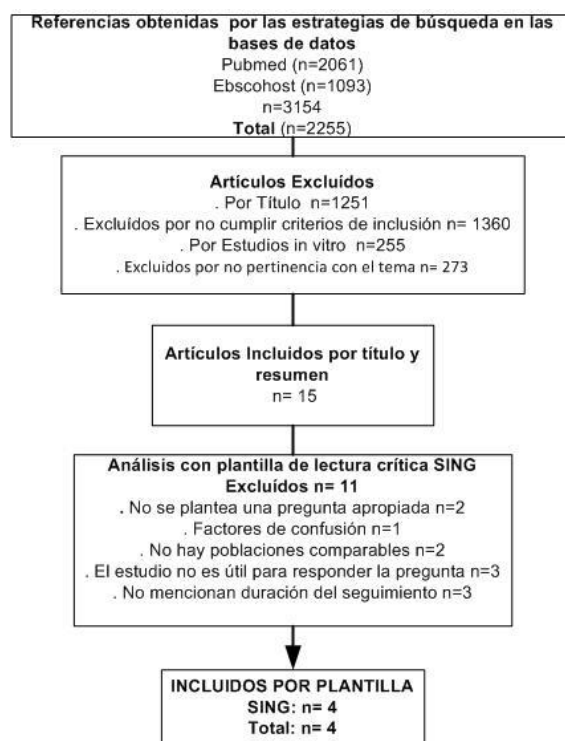 Referencias obtenidas por las estrategias de búsqueda en las
bases de datos
Pubmed (n=2061)
Ebscohost (n=1093)
n=3154
Total (n=2255)
Artículos Excluídos
. Por Título n=1251
. Excluídos por no cumplir criterios de inclusión n= 1360
. Por Estudios in vitro n=255
. Excluidos por no pertinencia con el tema n= 273
Artículos Incluidos por título y
resumen
n= 15
Análisis con plantilla de lectura crítica SING
Excluídos n= 11
. No se plantea una pregunta apropiada n=2
. Factores de confusión n=1
. No hay poblaciones comparables n=2
. El estudio no es útil para responder la pregunta n=3
. No mencionan duración del seguimiento n=3
INCLUIDOS POR PLANTILLA
SING: n= 4
Total: n= 4